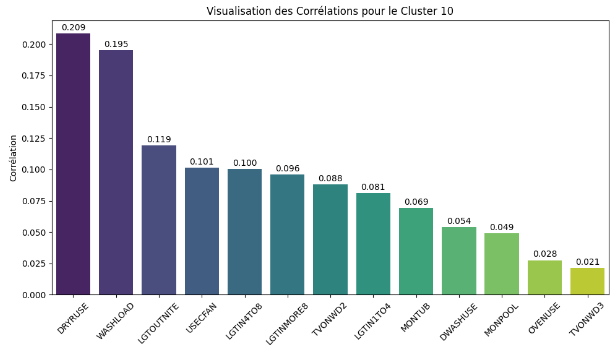 Visualisation des Corrélations pour le Cluster 10
Corrélation
0.200
0.175
0.150
0.125
0.100
0.075
0.050
0.025
0.000
0.209
0.195
0.119
0.101
0.100
0.096
0.088
0.081
0.069
0.054
0.049
0.028
0.021
DRYRUSE
WASHLOAD
LGTOUTNITE
USECFAN
LGTIN4TO8
LGTINMORE8
TVONWD2
LGTIN1TO4
MONTUB
DWASHUSE
MONPOOL
OVENUSE
TVONWD3